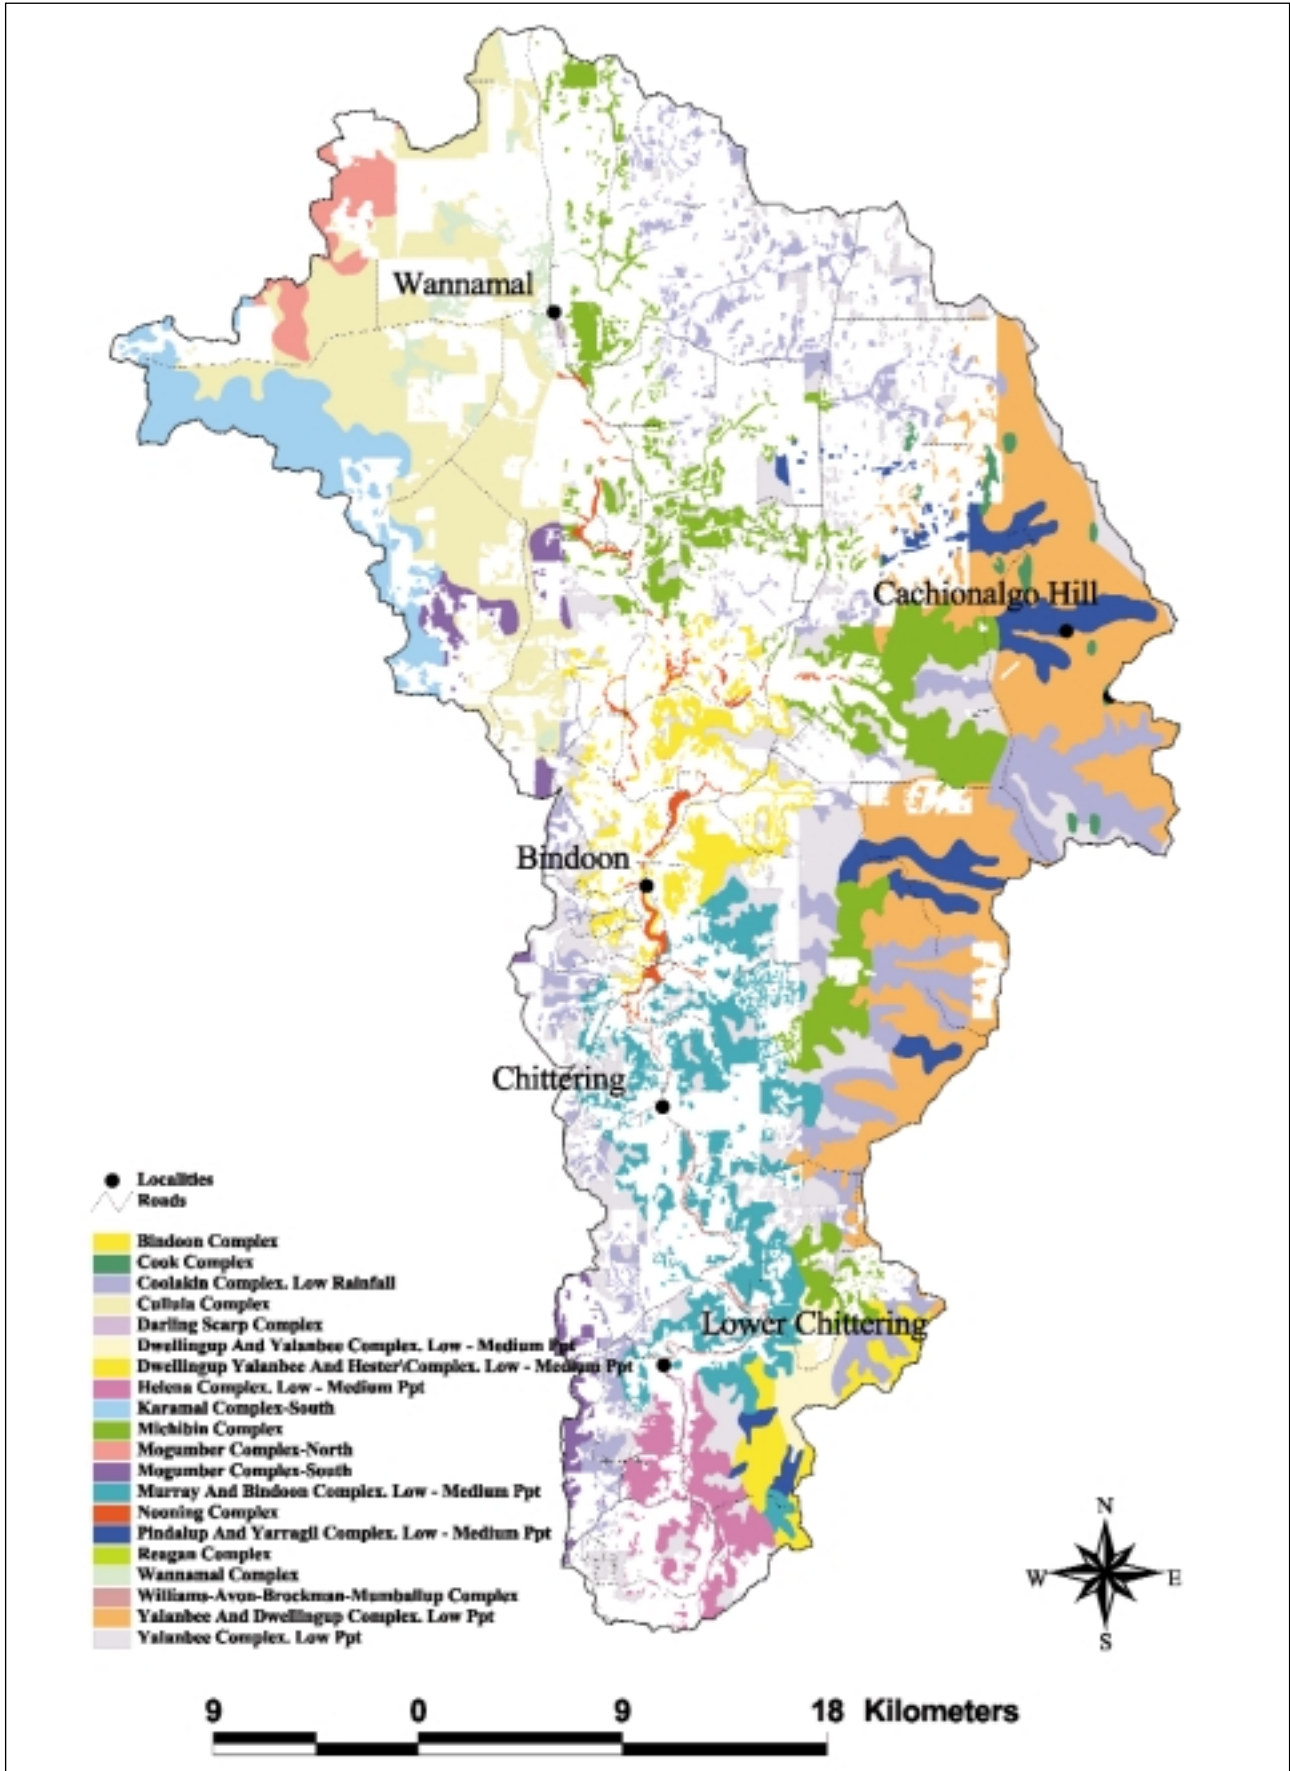 Wannamal
Cachionalgo Hill
Bindoon
Chittering
Lower Chittering
Localities
Roads
Bindoon Complex
Cook Complex
Coolakin Complex. Low Rainfall
Cullula Complex
Darling Scarp Complex
Dwellingup And Yalanbee Complex. Low - Medium Ppt
Dwellingup Yalanbee And Hester\Complex. Low - Medium Ppt
Helena Complex. Low - Medium Ppt
Karamal Complex-South
Michibin Complex
Mogumber Complex-North
Mogumber Complex-South
Murray And Bindoon Complex. Low - Medium Ppt
Nooning Complex
Pindalup And Yarragil Complex. Low - Medium Ppt
Reagan Complex
Wannamal Complex
Williams-Avon-Brockman-Mumballup Complex
Yalanbee And Dwellingup Complex. Low Ppt
Yalanbee Complex. Low Ppt
N
W E
S
9 0 9 18 Kilometers